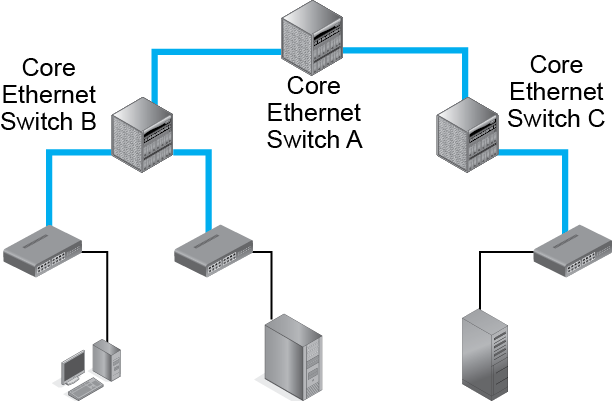 Core
Ethernet
Switch B
Core
Ethernet
Switch A
Core
Ethernet
Switch C